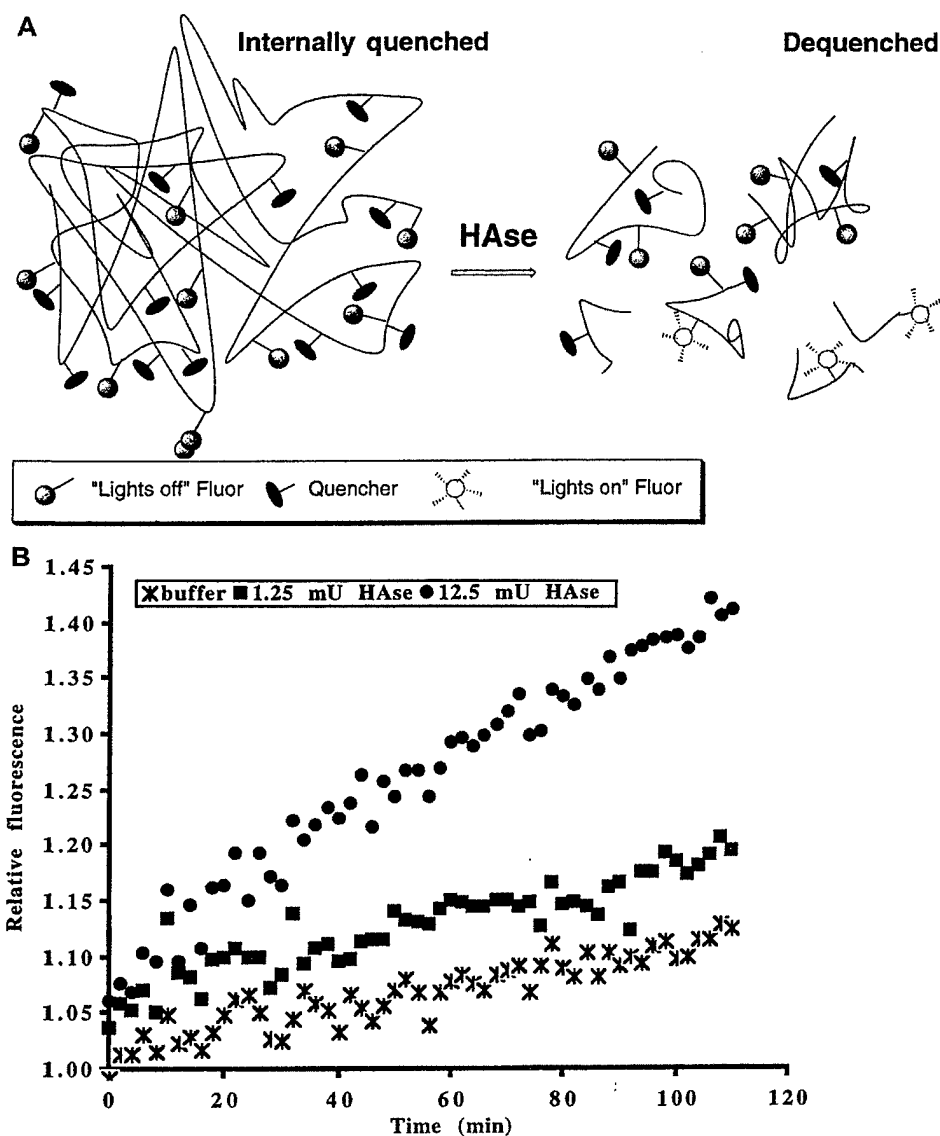 A
Internally quenched
Dequenched
HAse
"Lights off" Fluor
Quencher
"Lights on" Fluor
B
1.45
1.40
1.35
1.30
1.25
1.20
1.15
1.10
1.05
1.00
buffer 1.25 mU HAse 12.5 mU HAse
Relative fluorescence
0 20 40 60 80 100 120
Time (min)